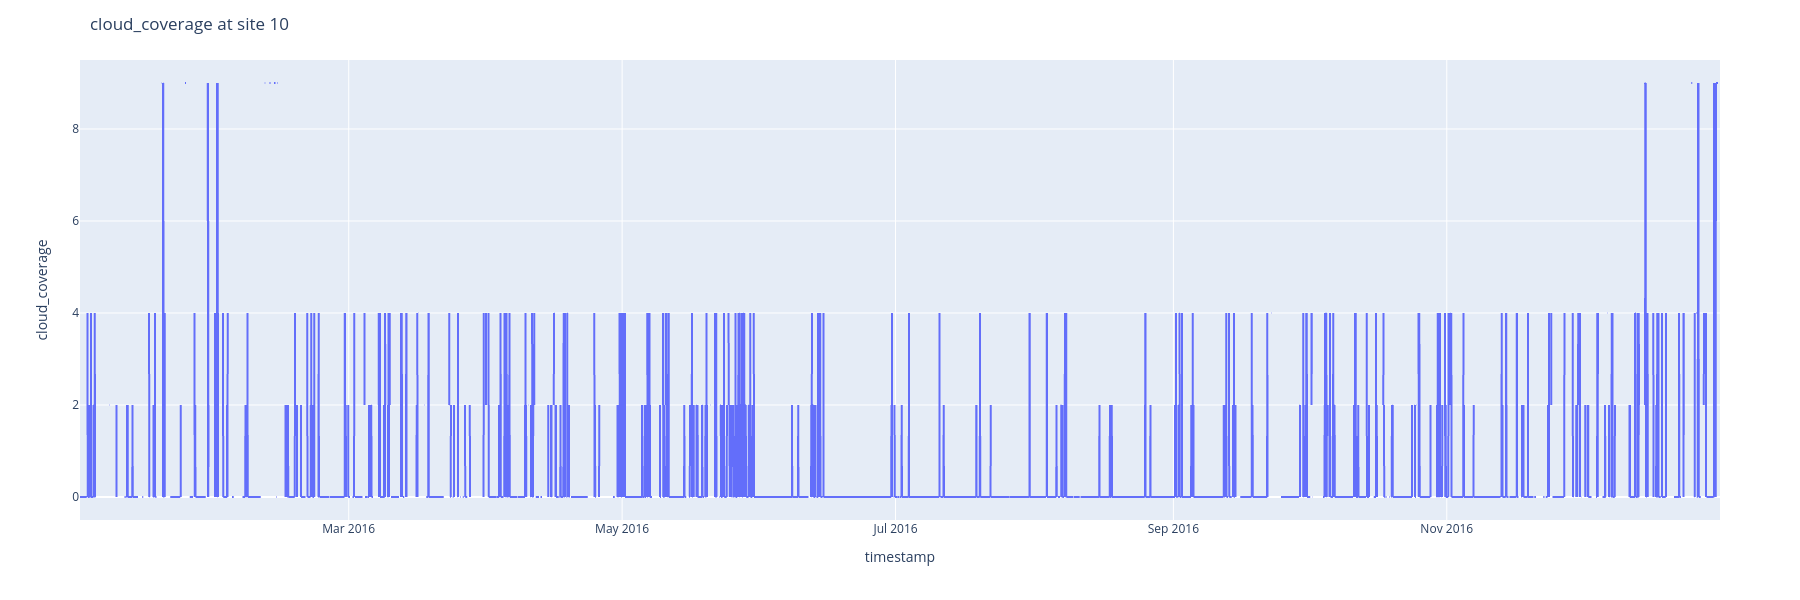 cloud_coverage at site 10
cloud_coverage
8
6
4
2
0
Mar 2016
May 2016
Jul 2016
Sep 2016
Nov 2016
timestamp